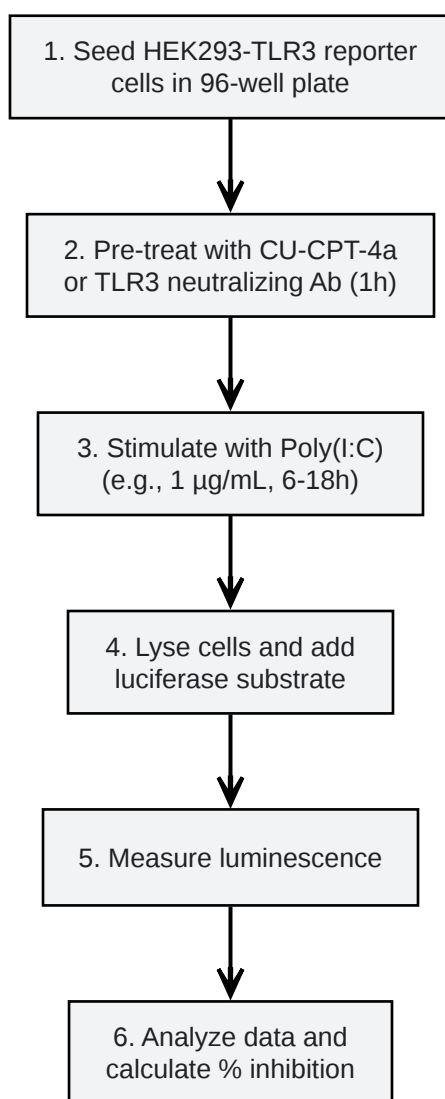 1. Seed HEK293-TLR3 reporter
cells in 96-well plate
2. Pre-treat with CU-CPT-4a
or TLR3 neutralizing Ab (1h)
3. Stimulate with Poly(I:C)
(e.g., 1 µg/mL, 6-18h)
4. Lyse cells and add
luciferase substrate
5. Measure luminescence
6. Analyze data and
calculate % inhibition